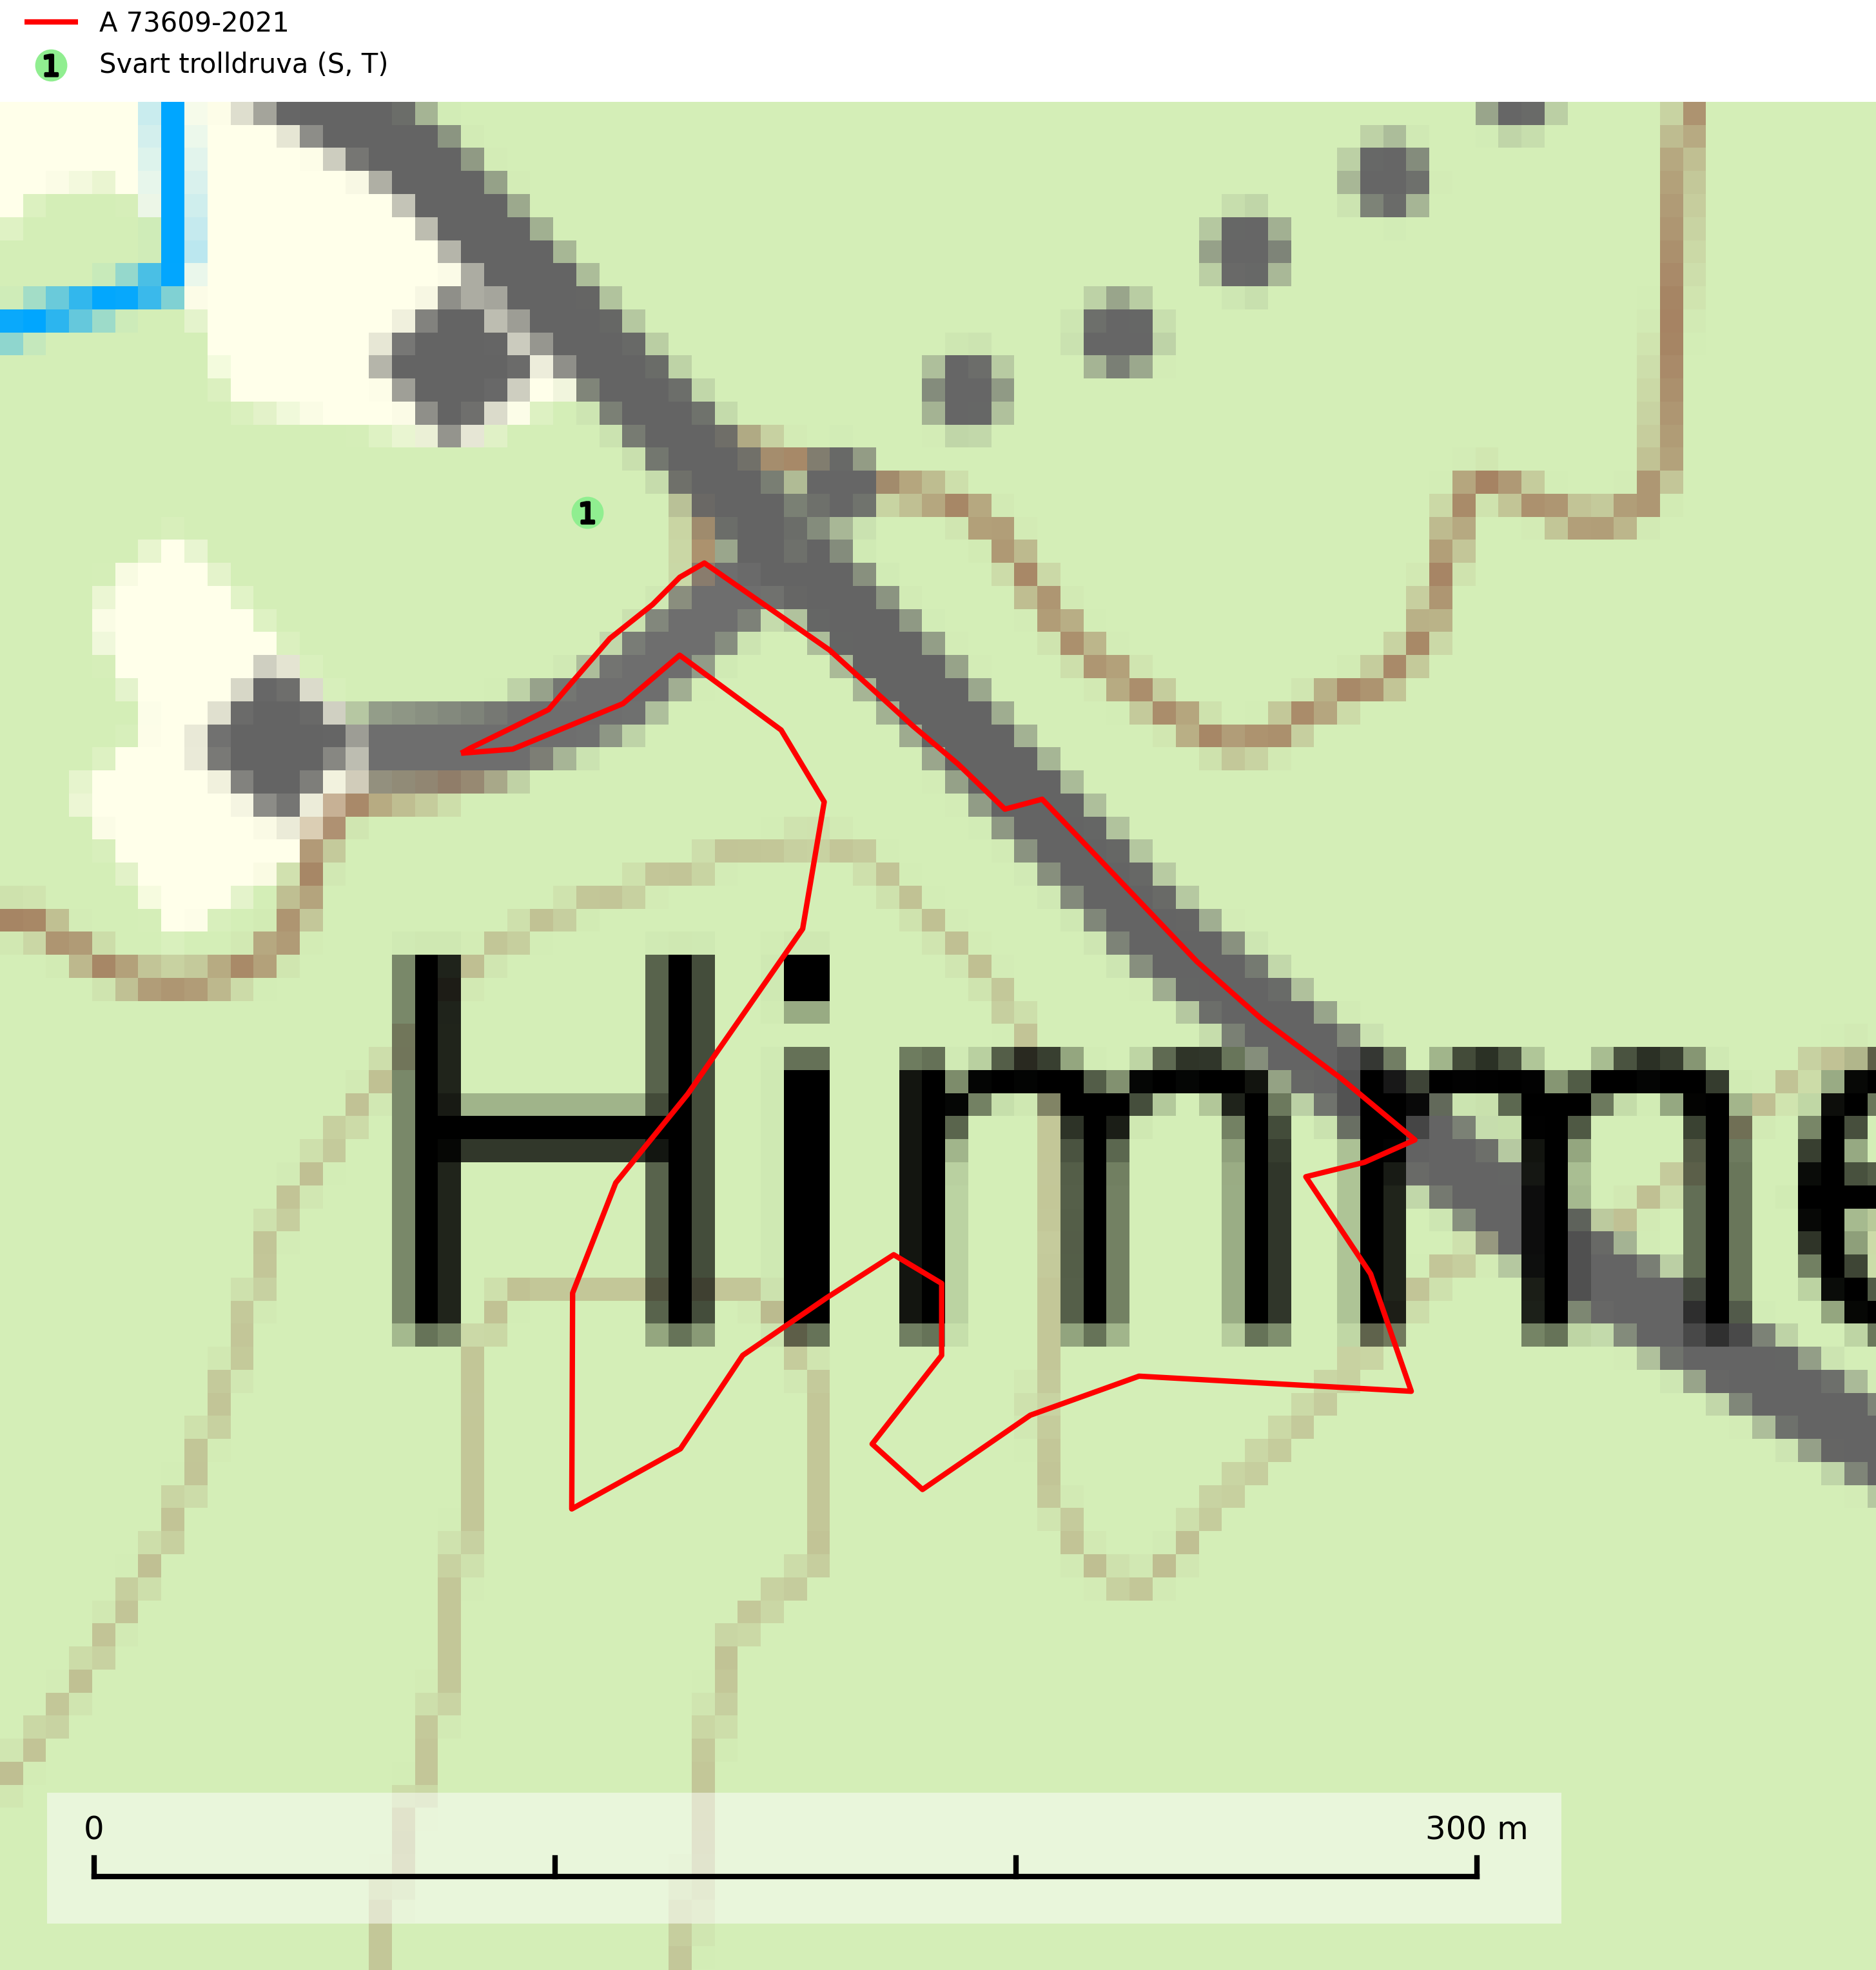 A 73609-2021
1 Svart trolldruva (S, T)
1
0 300 m